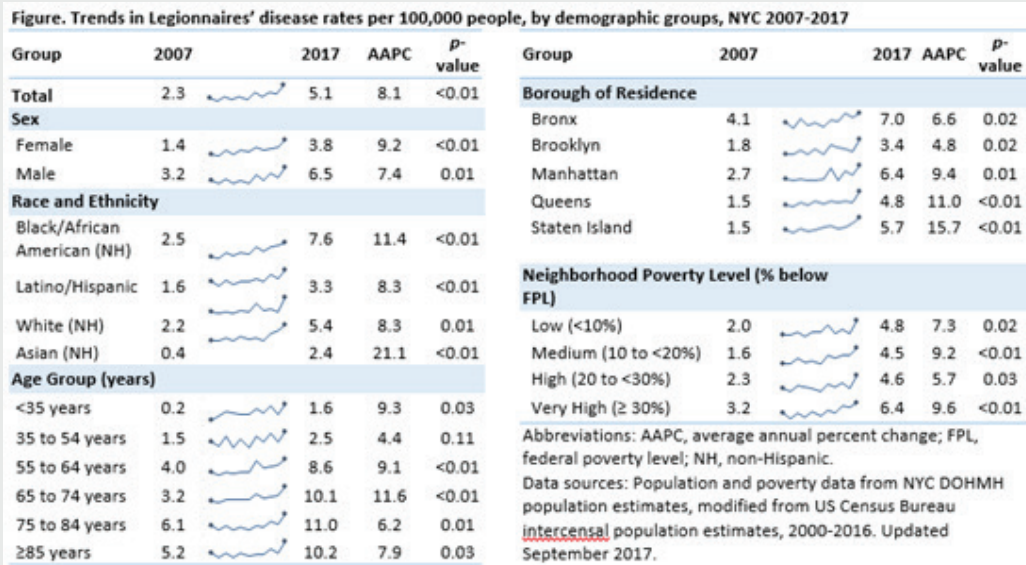 Figure. Trends in Legionnaires' disease rates per 100,000 people, by demographic groups, NYC 2007-2017
Group 2007 2017 AAPC p-
value
Total 2.3 5.1 8.1 <0.01
Sex
Female 1.4 3.8 9.2 <0.01
Male 3.2 6.5 7.4 0.01
Race and Ethnicity
Black/African
American (NH) 2.5 7.6 11.4 <0.01
Latino/Hispanic 1.6 3.3 8.3 <0.01
White (NH) 2.2 5.4 8.3 0.01
Asian (NH) 0.4 2.4 21.1 <0.01
Age Group (years)
<35 years 0.2 1.6 9.3 0.03
35 to 54 years 1.5 2.5 4.4 0.11
55 to 64 years 4.0 8.6 9.1 <0.01
65 to 74 years 3.2 10.1 11.6 <0.01
75 to 84 years 6.1 11.0 6.2 0.01
≥85 years 5.2 10.2 7.9 0.03
Group 2007 2017 AAPC p-
value
Borough of Residence
Bronx 4.1 7.0 6.6 0.02
Brooklyn 1.8 3.4 4.8 0.02
Manhattan 2.7 6.4 9.4 0.01
Queens 1.5 4.8 11.0 <0.01
Staten Island 1.5 5.7 15.7 <0.01
Neighborhood Poverty Level (% below
FPL)
Low (<10%) 2.0 4.8 7.3 0.02
Medium (10 to <20%) 1.6 4.5 9.2 <0.01
High (20 to <30%) 2.3 4.6 5.7 0.03
Very High (≥ 30%) 3.2 6.4 9.6 <0.01
Abbreviations: AAPC, average annual percent change; FPL,
federal poverty level; NH, non-Hispanic.
Data sources: Population and poverty data from NYC DOHMH
population estimates, modified from US Census Bureau
intercensal population estimates, 2000-2016. Updated
September 2017.